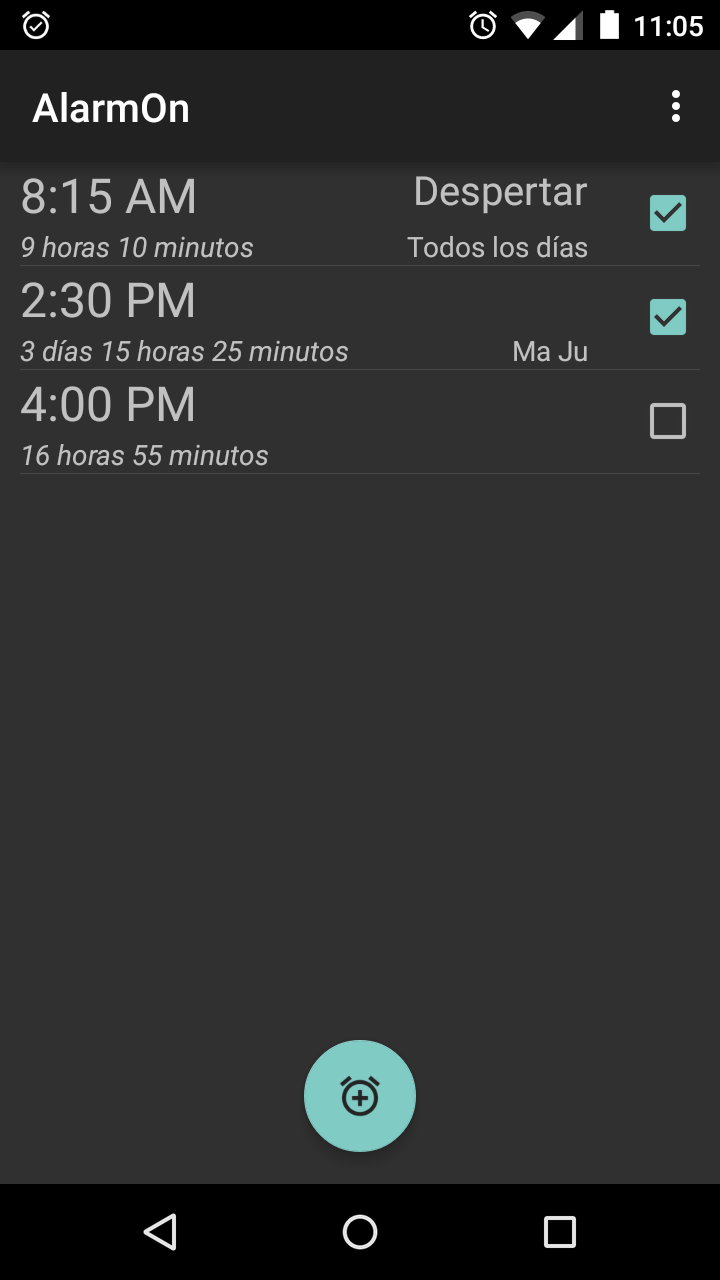 11:05
AlarmOn
8:15 AM Despertar
9 horas 10 minutos Todos los días
2:30 PM
3 días 15 horas 25 minutos Ma Ju
4:00 PM
16 horas 55 minutos